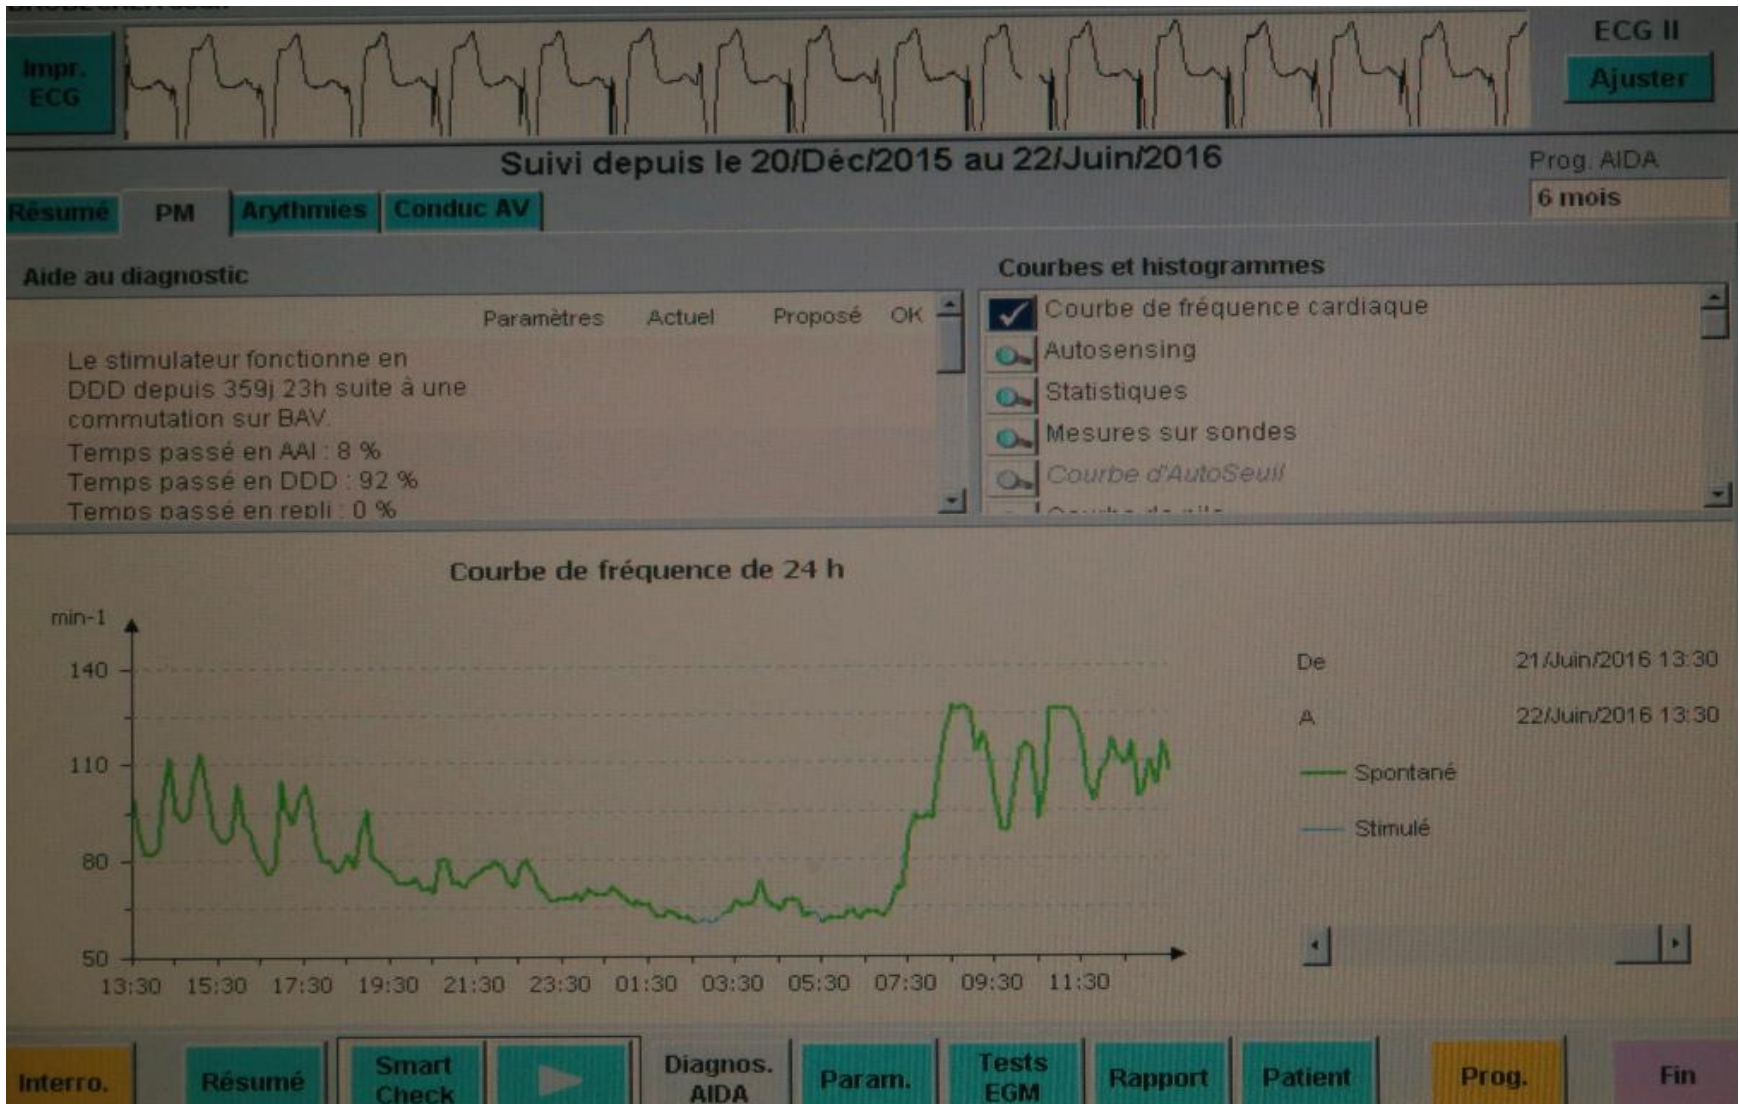 Impr.
ECG
ECG II
Ajuster
Suivi depuis le 20/Déc/2015 au 22/Juin/2016
Prog. AIDA
6 mois
Résumé
PM
Arythmies
Conduc AV
Aide au diagnostic
Paramètres Actuel Proposé OK
Le stimulateur fonctionne en
DDD depuis 359j 23h suite à une
commutation sur BAV.
Temps passé en AAI : 8 %
Temps passé en DDD : 92 %
Temps passé en repli : 0 %
Courbes et histogrammes
Courbe de fréquence cardiaque
Autosensing
Statistiques
Mesures sur sondes
Courbe d'AutoSeuil
Courbe de fréquence de 24 h
min-1
140
110
80
50
13:30 15:30 17:30 19:30 21:30 23:30 01:30 03:30 05:30 07:30 09:30 11:30
De 21/Juin/2016 13:30
A 22/Juin/2016 13:30
Spontané
Stimulé
Interro.
Résumé
Smart
Check
Diagnos.
AIDA
Param.
Tests
EGM
Rapport
Patient
Prog.
Fin